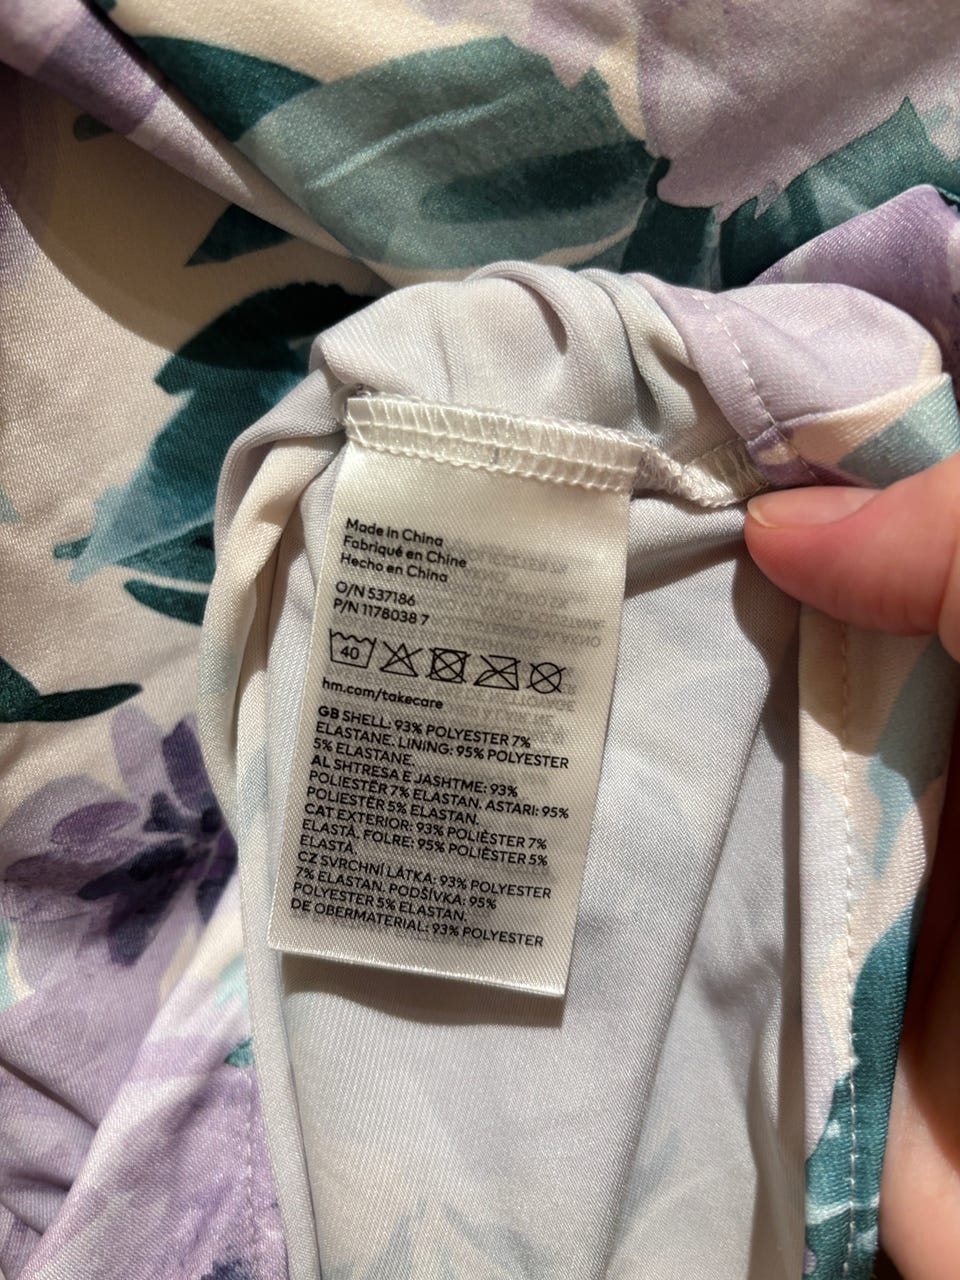 Made in China
Fabriqué en Chine
Hecho en China
O/N 537186
P/N 1178038 7
40
hm.com/takecare
GB SHELL: 93% POLYESTER 7%
ELASTANE. LINING: 95% POLYESTER
5% ELASTANE.
AL SHTRESA E JASHTME: 93%
POLIESTËR 7% ELASTAN. ASTARI: 95%
POLIESTËR 5% ELASTAN.
CAT EXTERIOR: 93% POLIÈSTER 7%
ELASTÀ. FOLRE: 95% POLIÈSTER 5%
ELASTÀ.
CZ SVRCHNÍ LÁTKA: 93% POLYESTER
7% ELASTAN. PODŠÍVKA: 95%
POLYESTER 5% ELASTAN.
DE OBERMATERIAL: 93% POLYESTER